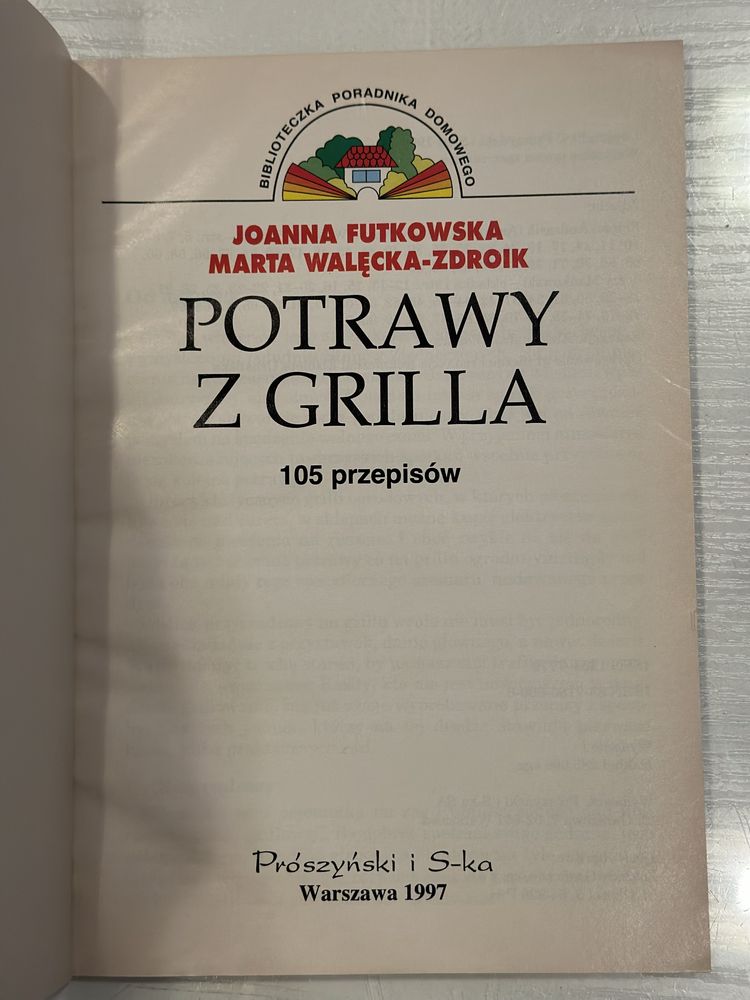 BIBLIOTECZKA PORADNIKA DOMOWEGO
JOANNA FUTKOWSKA
MARTA WALĘCKA-ZDROIK
POTRAWY
Z GRILLA
105 przepisów
Prószyński i S-ka
Warszawa 1997